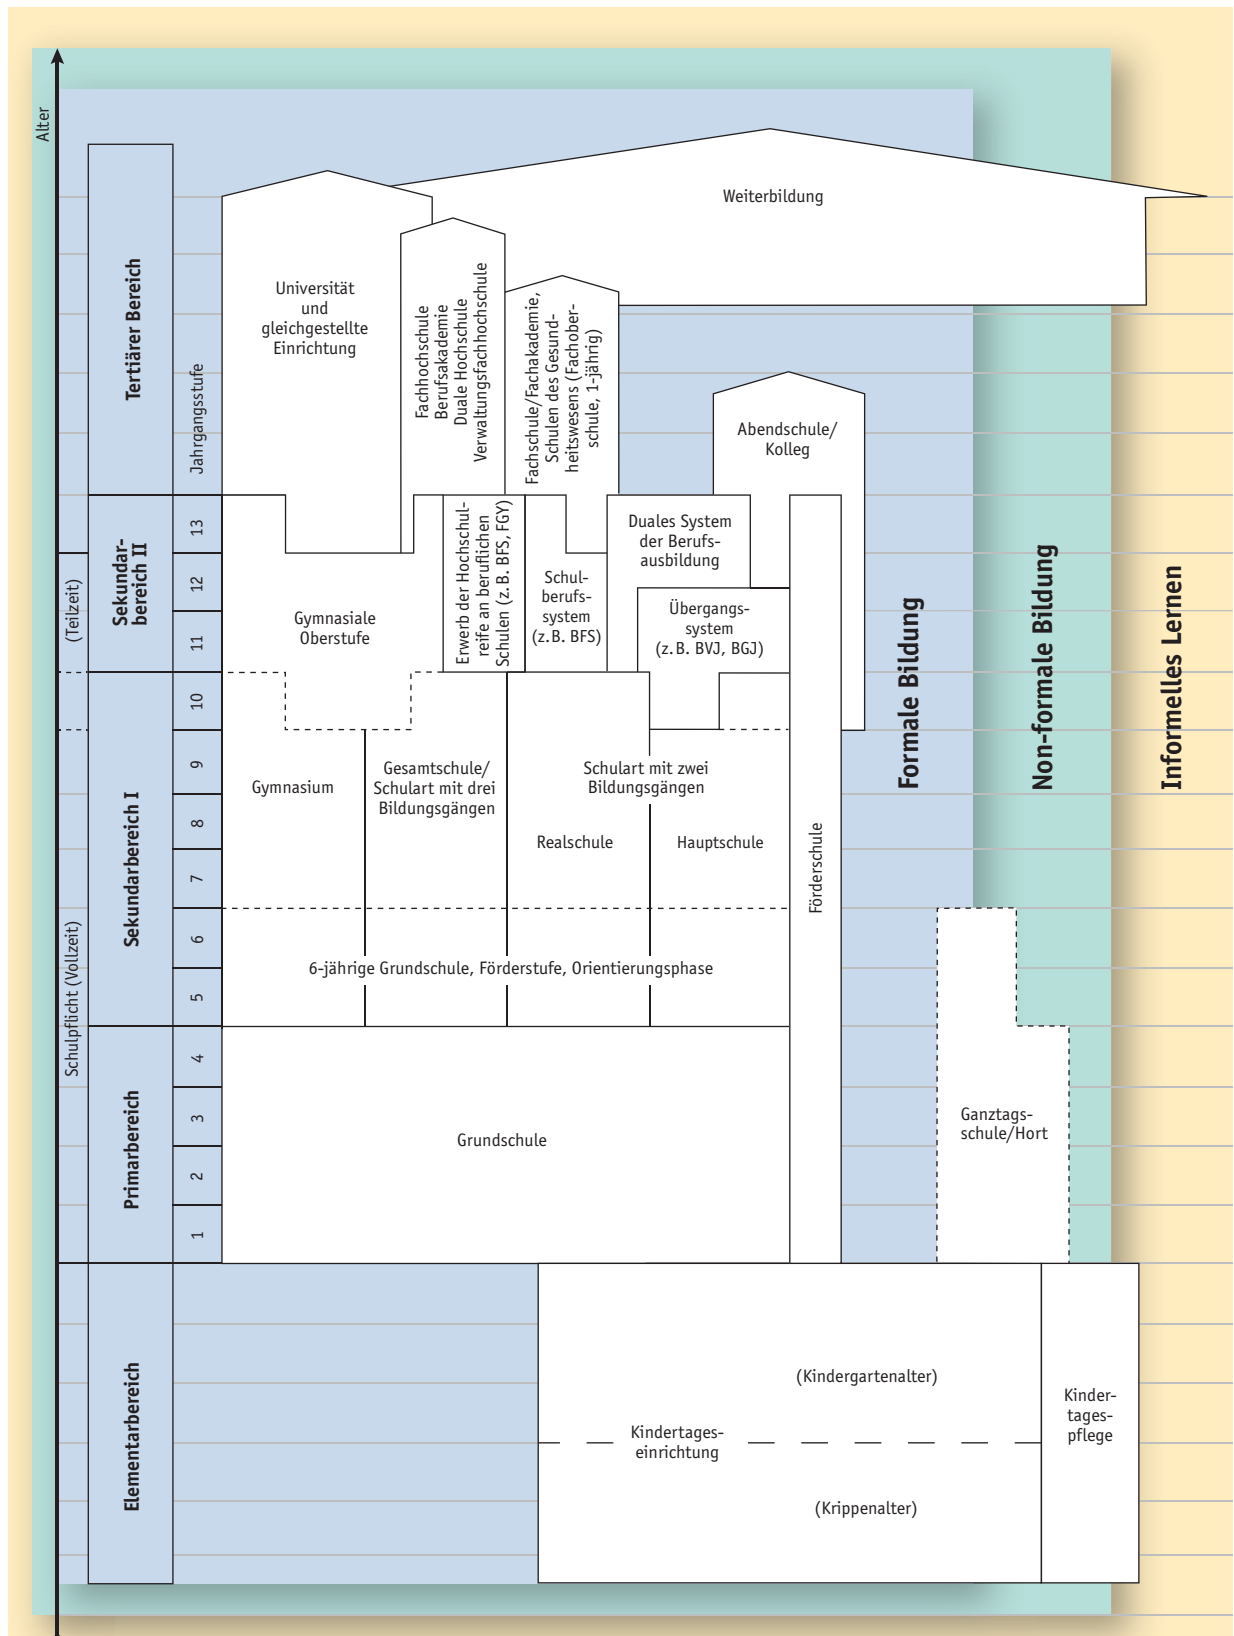 Alter
Weiterbildung
Tertiärer Bereich
Jahrgangsstufe
Universität
und
gleichgestellte
Einrichtung
Fachhochschule
Berufsakademie
Duale Hochschule
Verwaltungsfachhochschule
Fachschule/Fachakademie,
Schulen des Gesund-
heitswesens (Fachober-
schule, 1-jährig)
Abendschule/
Kolleg
Sekundar-
bereich II
(Teilzeit)
13
12
11
Gymnasiale
Oberstufe
Erwerb der Hochschul-
reife an beruflichen
Schulen (z. B. BFS, FGY)
Schul-
berufs-
system
(z. B. BFS)
Duales System
der Berufs-
ausbildung
Übergangs-
system
(z. B. BVJ, BGJ)
Formale Bildung
Non-formale Bildung
Informelles Lernen
Sekundarbereich I
Schulpflicht (Vollzeit)
10
9
8
7
6
5
Gymnasium
Gesamtschule/
Schulart mit drei
Bildungsgängen
Schulart mit zwei
Bildungsgängen
Realschule
Hauptschule
Förderschule
6-jährige Grundschule, Förderstufe, Orientierungsphase
Primarbereich
4
3
2
1
Grundschule
Ganztags-
schule/Hort
Elementarbereich
(Kindergartenalter)
Kindertages-
einrichtung
(Krippenalter)
Kinder-
tages-
pflege